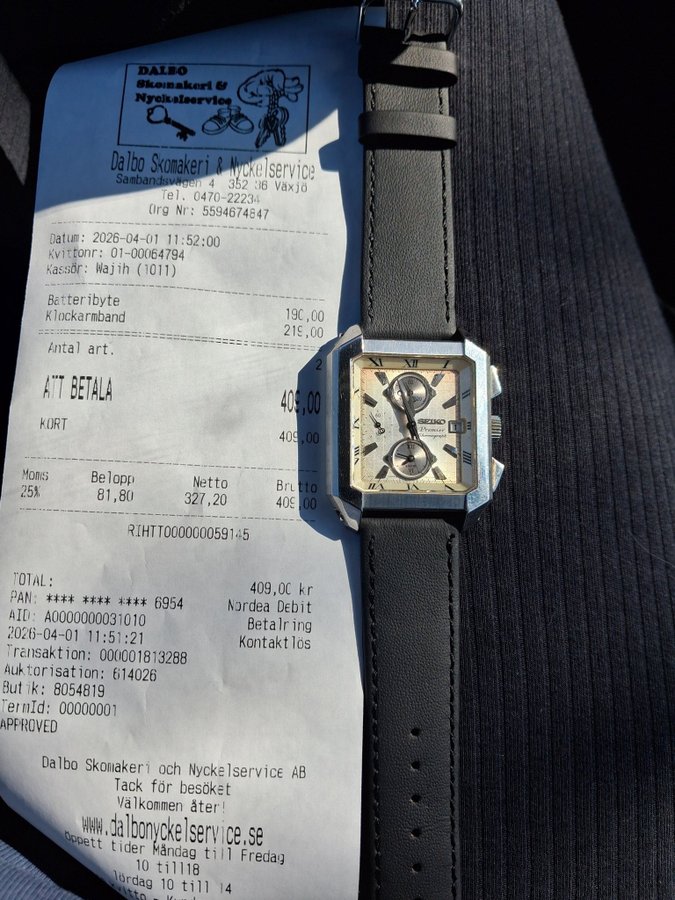 DALBO
Skomakeri &
Nyckelservice
Dalbo Skomakeri & Nyckelservice
Sambandsvägen 4 352 36 Växjö
Tel. 0470-22234
Org Nr: 5594674847
Datum: 2026-04-01 11:52:00
Kvittonr: 01-00064794
Kassör: Wajih (1011)
Batteribyte 190,00
Klockarmband 219,00
Antal art. 2
ATT BETALA 409,00
KORT 409,00
Moms Belopp Netto Brutto
25% 81,80 327,20 409,00
RIHTT000000059145
TOTAL: 409,00 kr
PAN: **** **** **** 6954 Nordea Debit
AID: A0000000031010 Betalring
2026-04-01 11:51:21 Kontaktlös
Transaktion: 000001813288
Auktorisation: 614026
Butik: 8054819
TermId: 00000001
APPROVED
Dalbo Skomakeri och Nyckelservice AB
Tack för besöket
Välkommen åter!
www.dalbonyckelservice.se
Öppett tider Måndag till Fredag
10 till18
lördag 10 till 14
SEIKO
Premier
Chronograph
XII